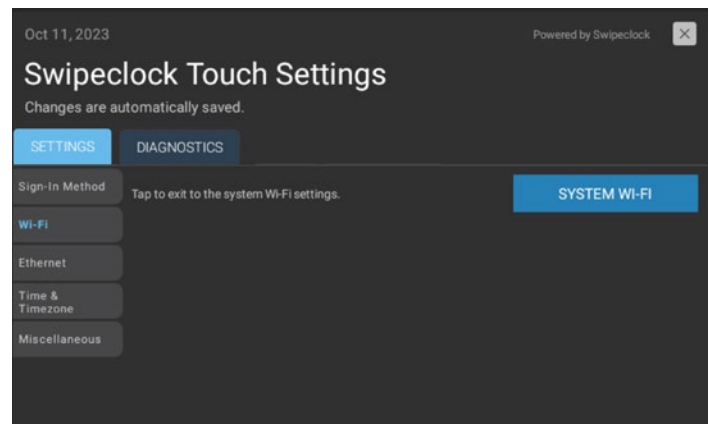 Oct 11, 2023
Powered by Swipeclock
Swipeclock Touch Settings
Changes are automatically saved.
SETTINGS
DIAGNOSTICS
Sign-In Method
Tap to exit to the system Wi-Fi settings.
SYSTEM WI-FI
Wi-Fi
Ethernet
Time &
Timezone
Miscellaneous